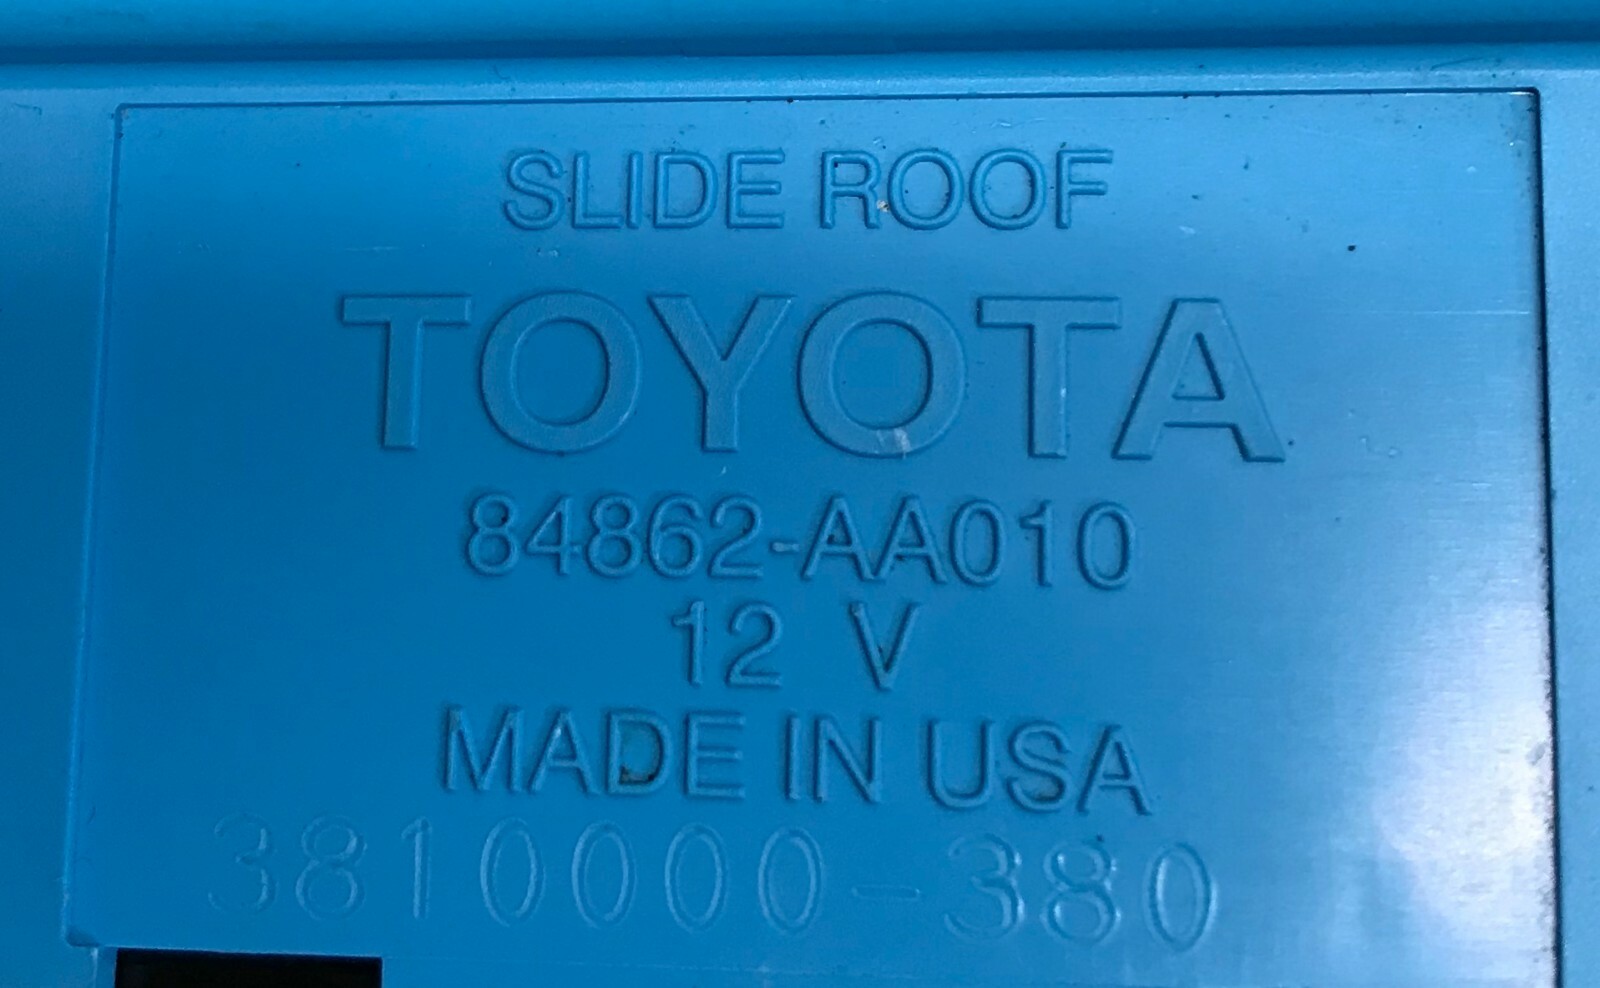 SLIDE ROOF
TOYOTA
84862-AA010
12 V
MADE IN USA
3810000-380